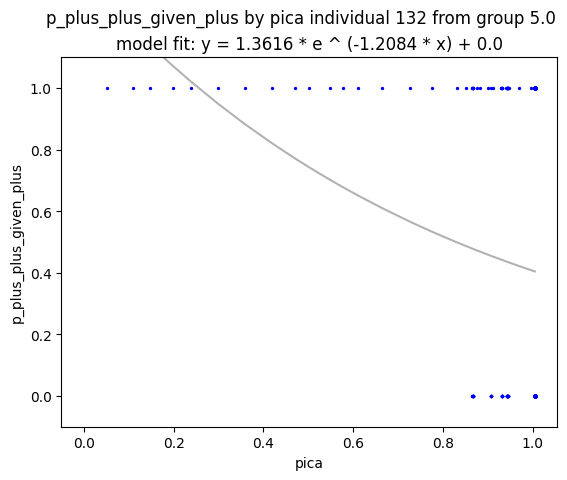 p_plus_plus_given_plus by pica individual 132 from group 5.0
model fit: y = 1.3616 * e ^ (-1.2084 * x) + 0.0
p_plus_plus_given_plus
1.0
0.8
0.6
0.4
0.2
0.0
0.0 0.2 0.4 0.6 0.8 1.0
pica